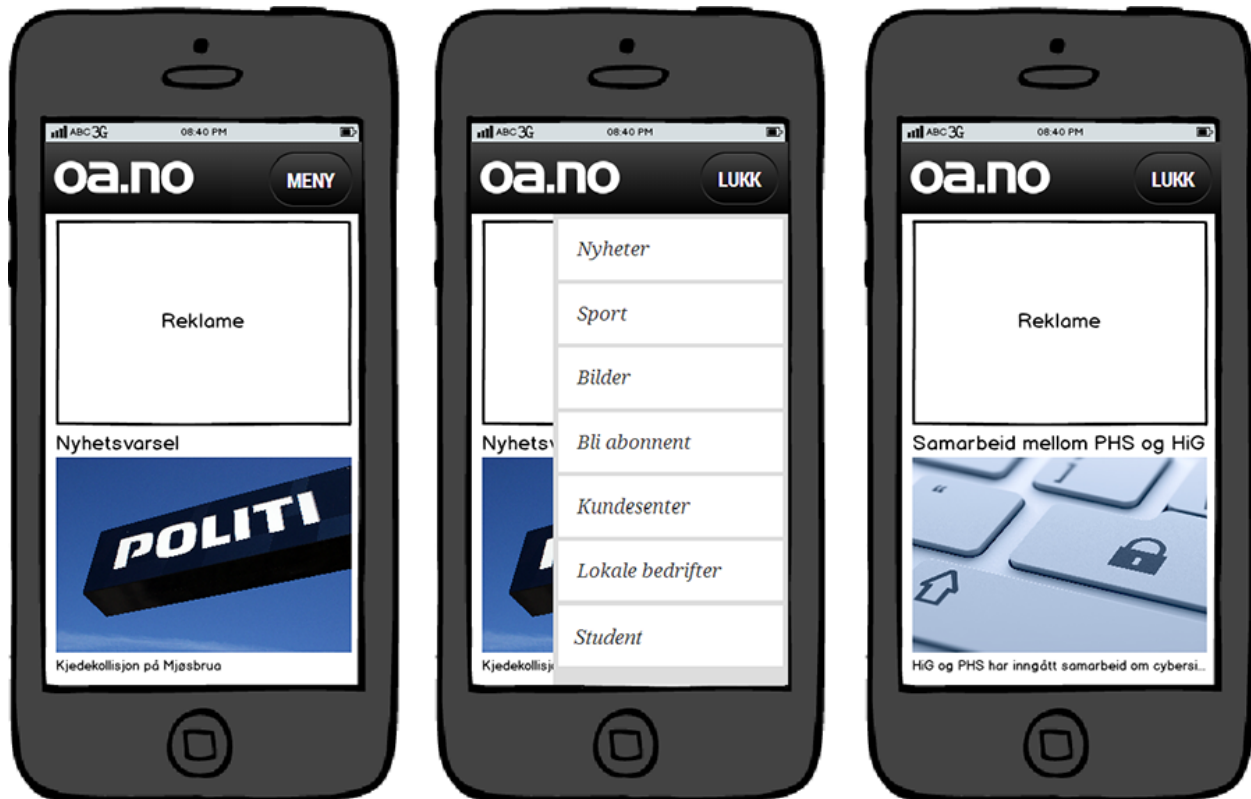 ABC 3G 08:40 PM
oa.no MENY
Reklame
Nyhetsvarsel
POLITI
Kjedekollisjon på Mjøsbrua
ABC 3G 08:40 PM
oa.no LUKK
Nyheter
Sport
Bilder
Bli abonnent
Kundesenter
Lokale bedrifter
Student
Nyhetsv
Kjedekollisj
ABC 3G 08:40 PM
oa.no LUKK
Reklame
Samarbeid mellom PHS og HiG
HiG og PHS har inngått samarbeid om cybersi...